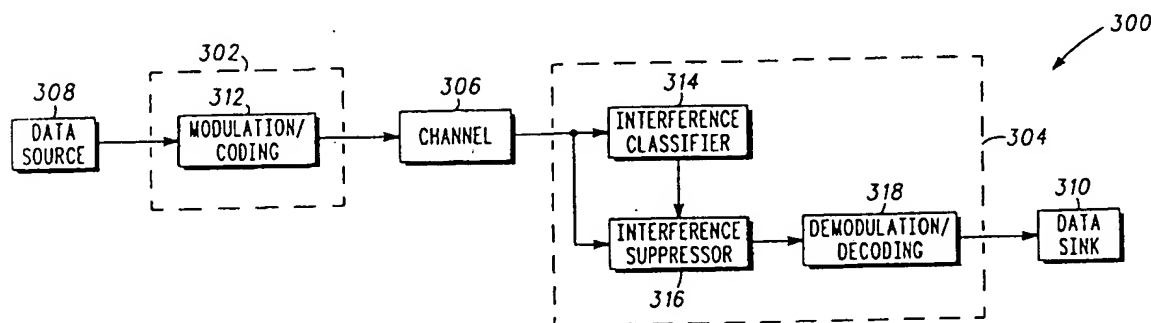 300
302
308
DATA
SOURCE
312
MODULATION/
CODING
306
CHANNEL
314
INTERFERENCE
CLASSIFIER
304
INTERFERENCE
SUPPRESSOR
316
318
DEMODULATION/
DECODING
310
DATA
SINK